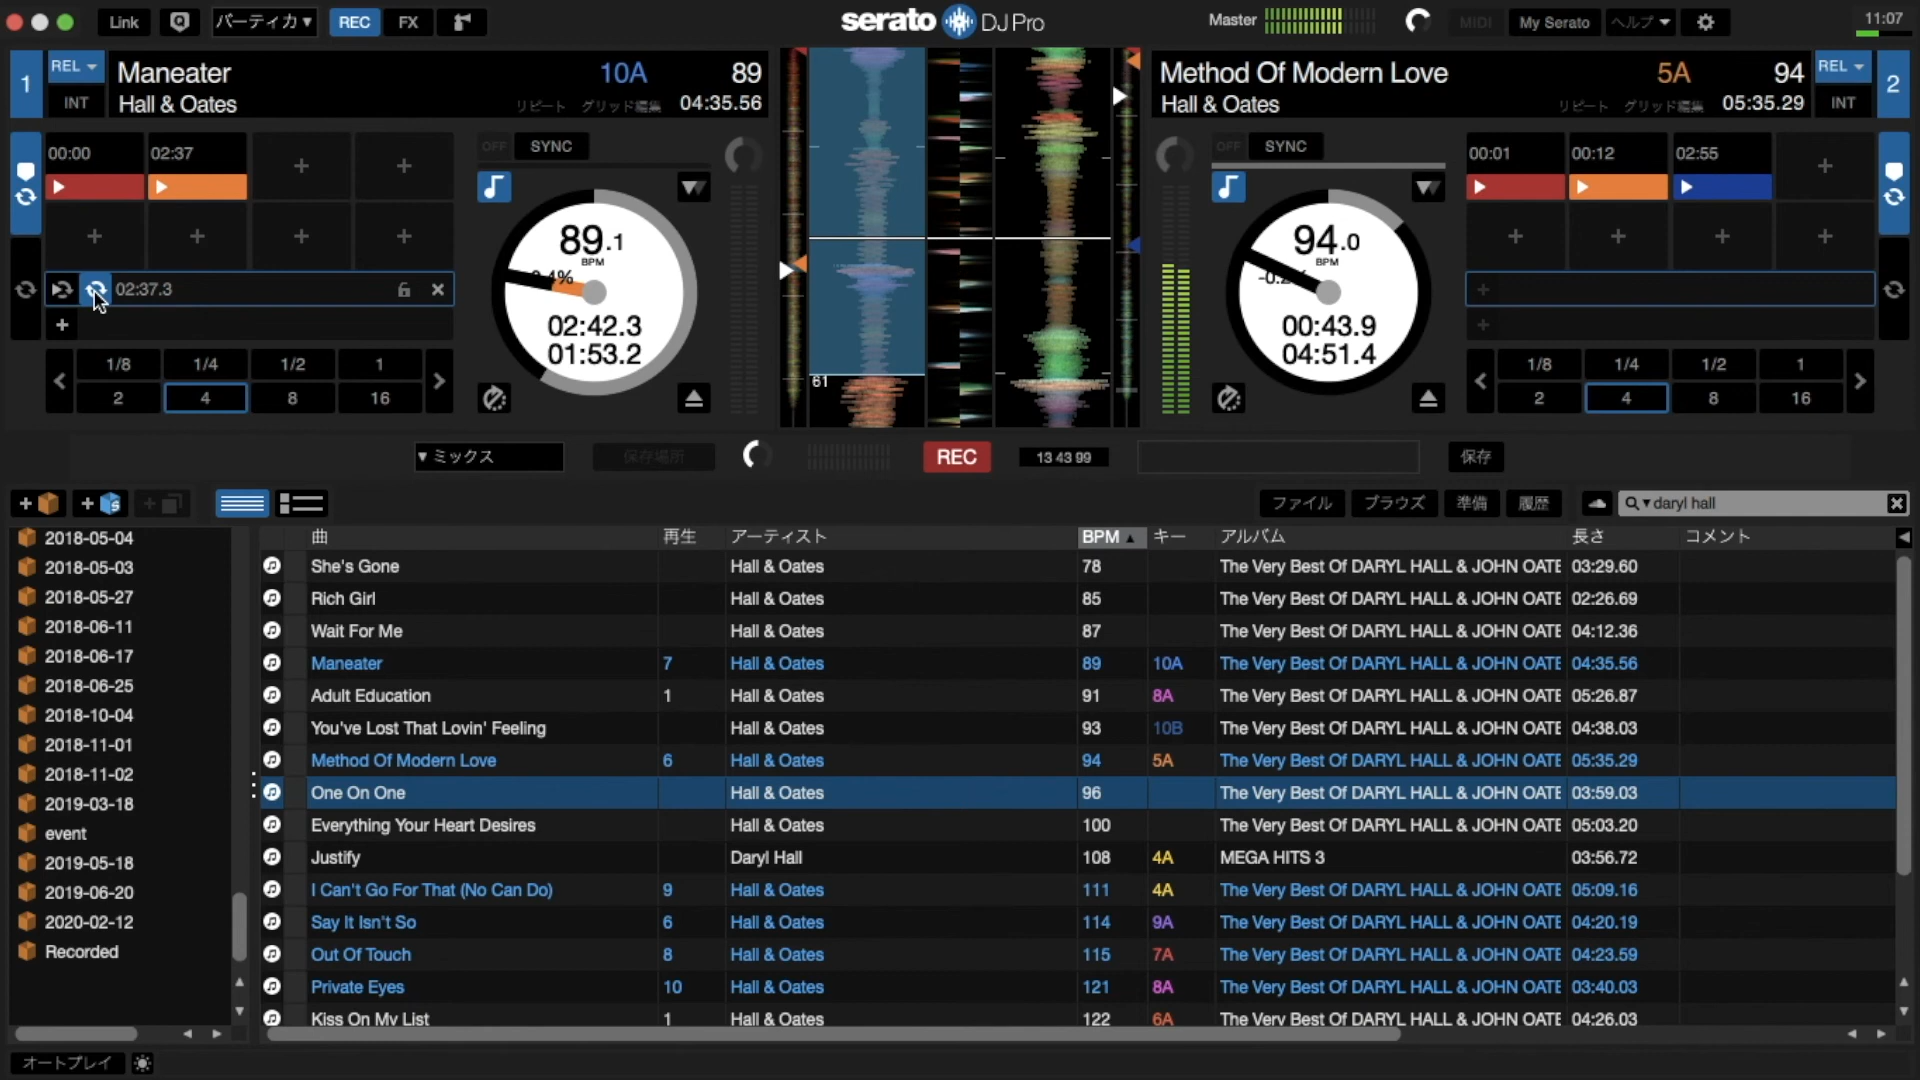 Link
パーティカ ▾
REC
FX
serato DJ Pro
Master
MIDI
My Serato
ヘルプ ▾
11:07
1
REL
INT
Maneater
Hall & Oates
10A
89
リピート グリッド編集 04:35.56
Method Of Modern Love
Hall & Oates
5A
94
リピート グリッド編集 05:35.29
REL
INT
2
00:00
02:37
OFF
SYNC
89.1
BPM
02:42.3
01:53.2
02:37.3
1/8
1/4
1/2
1
2
4
8
16
61
OFF
SYNC
94.0
BPM
00:43.9
04:51.4
00:01
00:12
02:55
1/8
1/4
1/2
1
2
4
8
16
▾ ミックス
保存場所
REC
13 43 99
保存
ファイル
ブラウズ
準備
履歴
daryl hall
2018-05-04
2018-05-03
2018-05-27
2018-06-11
2018-06-17
2018-06-25
2018-10-04
2018-11-01
2018-11-02
2019-03-18
event
2019-05-18
2019-06-20
2020-02-12
Recorded
曲 再生 アーティスト BPM キー アルバム 長さ コメント
She's Gone Hall & Oates 78 The Very Best Of DARYL HALL & JOHN OATE 03:29.60
Rich Girl Hall & Oates 85 The Very Best Of DARYL HALL & JOHN OATE 02:26.69
Wait For Me Hall & Oates 87 The Very Best Of DARYL HALL & JOHN OATE 04:12.36
Maneater 7 Hall & Oates 89 10A The Very Best Of DARYL HALL & JOHN OATE 04:35.56
Adult Education 1 Hall & Oates 91 8A The Very Best Of DARYL HALL & JOHN OATE 05:26.87
You've Lost That Lovin' Feeling Hall & Oates 93 10B The Very Best Of DARYL HALL & JOHN OATE 04:38.03
Method Of Modern Love 6 Hall & Oates 94 5A The Very Best Of DARYL HALL & JOHN OATE 05:35.29
One On One Hall & Oates 96 The Very Best Of DARYL HALL & JOHN OATE 03:59.03
Everything Your Heart Desires Hall & Oates 100 The Very Best Of DARYL HALL & JOHN OATE 05:03.20
Justify Daryl Hall 108 4A MEGA HITS 3 03:56.72
I Can't Go For That (No Can Do) 9 Hall & Oates 111 4A The Very Best Of DARYL HALL & JOHN OATE 05:09.16
Say It Isn't So 6 Hall & Oates 114 9A The Very Best Of DARYL HALL & JOHN OATE 04:20.19
Out Of Touch 8 Hall & Oates 115 7A The Very Best Of DARYL HALL & JOHN OATE 04:23.59
Private Eyes 10 Hall & Oates 121 8A The Very Best Of DARYL HALL & JOHN OATE 03:40.03
Kiss On My List 1 Hall & Oates 122 6A The Very Best Of DARYL HALL & JOHN OATE 04:26.03
オートプレイ